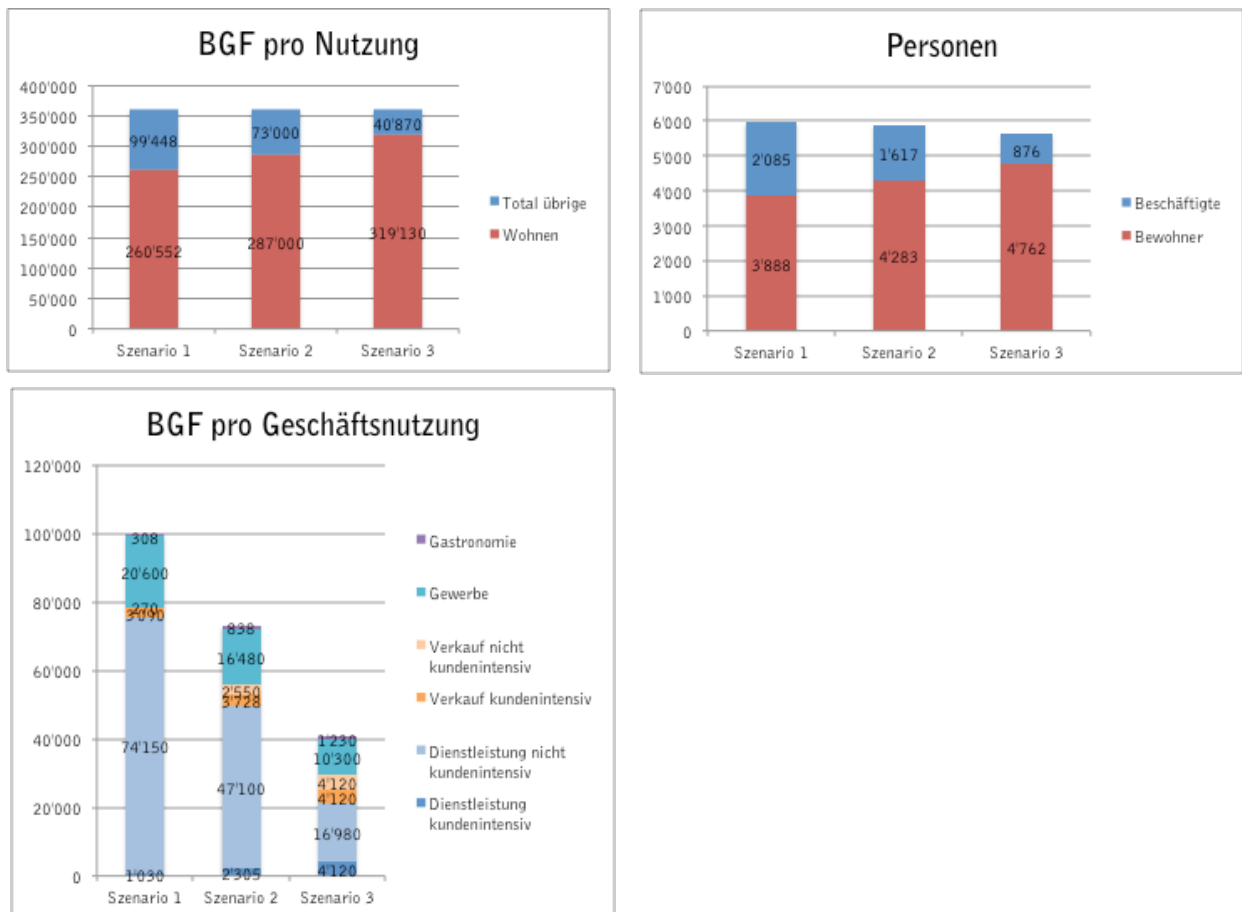 BGF pro Nutzung
400'000
350'000
300'000
250'000
200'000
150'000
100'000
50'000
0
99'448
73'000
40'870
260'552
287'000
319'130
Szenario 1
Szenario 2
Szenario 3
Total übrige
Wohnen
Personen
7'000
6'000
5'000
4'000
3'000
2'000
1'000
0
2'085
1'617
876
3'888
4'283
4'762
Szenario 1
Szenario 2
Szenario 3
Beschäftigte
Bewohner
BGF pro Geschäftsnutzung
120'000
100'000
80'000
60'000
40'000
20'000
0
308
20'600
270
3'090
74'150
1'030
838
16'480
2'550
3'728
47'100
2'305
1'230
10'300
4'120
4'120
16'980
4'120
Szenario 1
Szenario 2
Szenario 3
Gastronomie
Gewerbe
Verkauf nicht
kundenintensiv
Verkauf kundenintensiv
Dienstleistung nicht
kundenintensiv
Dienstleistung
kundenintensiv